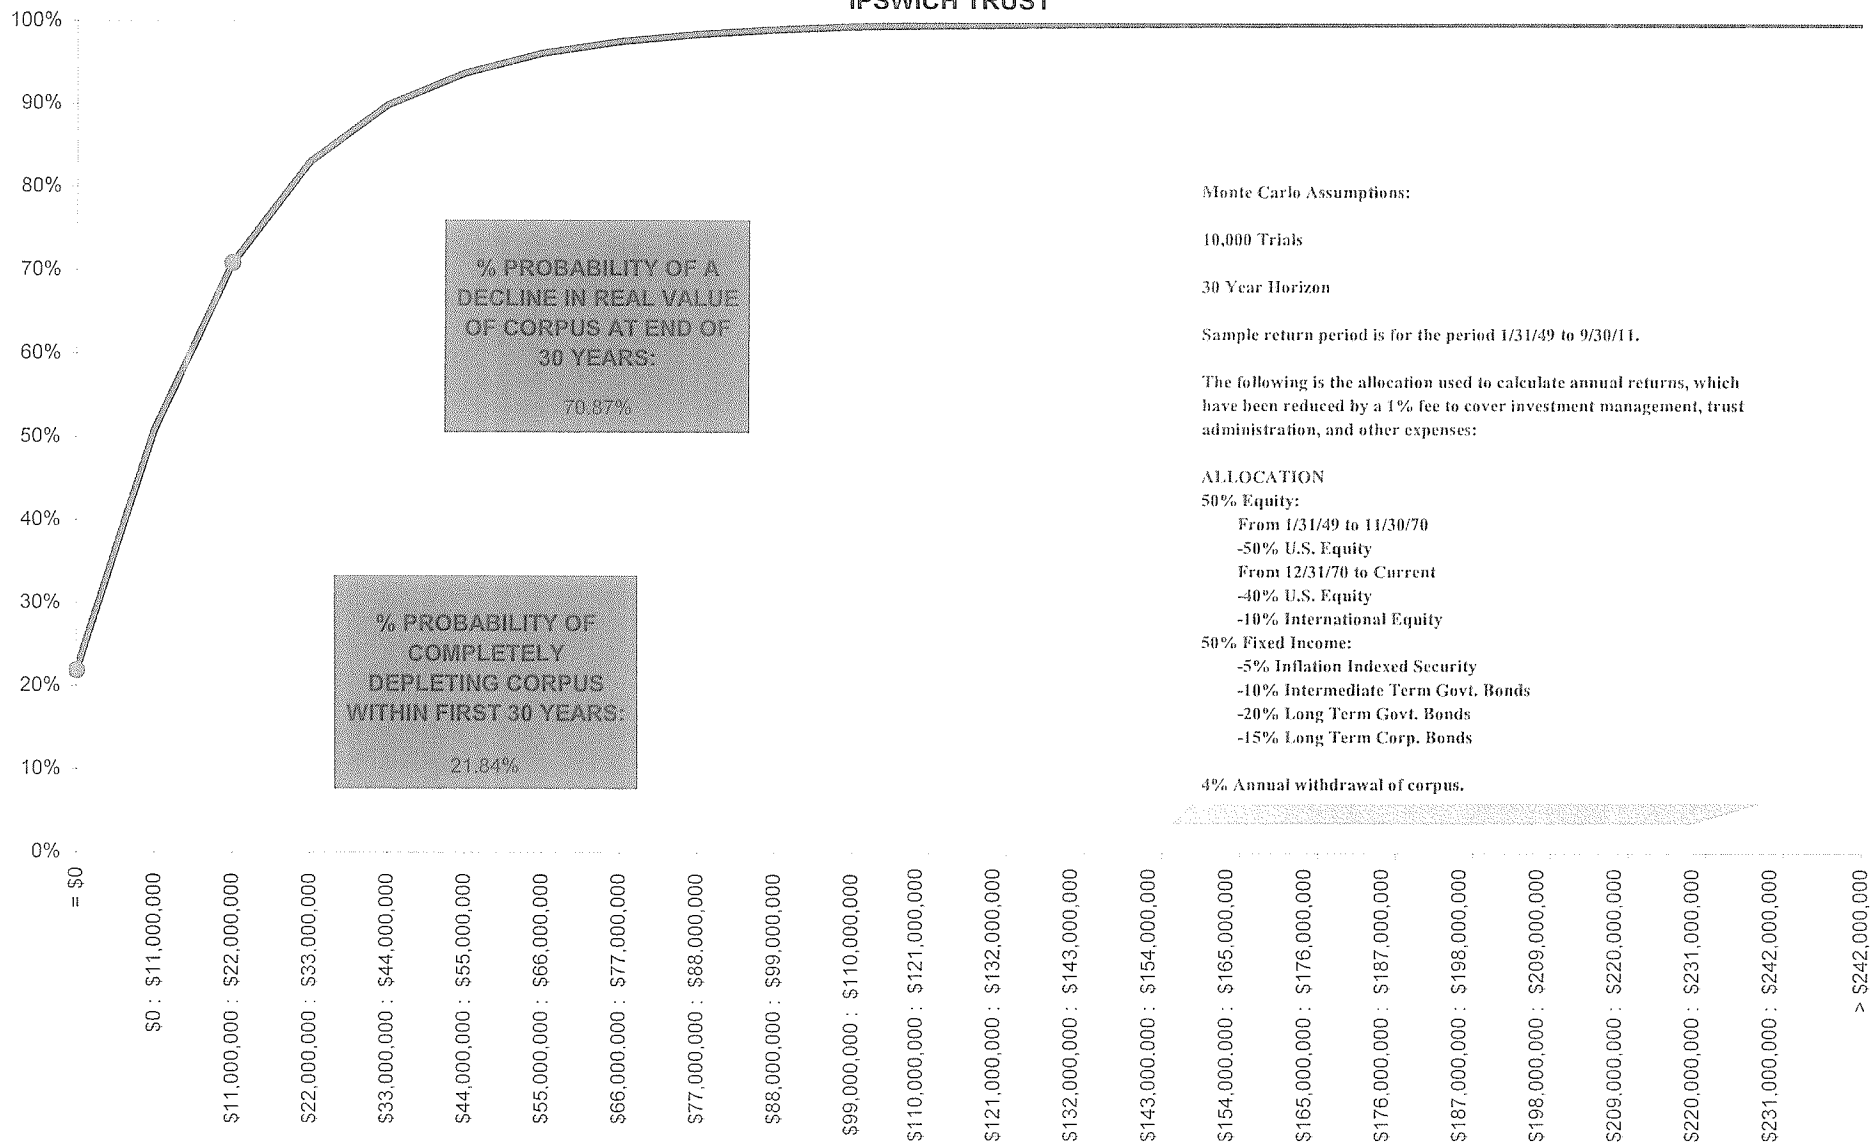 IPSWICH TRUST
100%
90%
80%
70%
60%
50%
40%
30%
20%
10%
0%
% PROBABILITY OF A
DECLINE IN REAL VALUE
OF CORPUS AT END OF
30 YEARS:
70.87%
% PROBABILITY OF
COMPLETELY
DEPLETING CORPUS
WITHIN FIRST 30 YEARS:
21.84%
Monte Carlo Assumptions:
10,000 Trials
30 Year Horizon
Sample return period is for the period 1/31/49 to 9/30/11.
The following is the allocation used to calculate annual returns, which
have been reduced by a 1% fee to cover investment management, trust
administration, and other expenses:
ALLOCATION
50% Equity:
From 1/31/49 to 11/30/70
-50% U.S. Equity
From 12/31/70 to Current
-40% U.S. Equity
-10% International Equity
50% Fixed Income:
-5% Inflation Indexed Security
-10% Intermediate Term Govt. Bonds
-20% Long Term Govt. Bonds
-15% Long Term Corp. Bonds
4% Annual withdrawal of corpus.
= $0
$0 : $11,000,000
$11,000,000 : $22,000,000
$22,000,000 : $33,000,000
$33,000,000 : $44,000,000
$44,000,000 : $55,000,000
$55,000,000 : $66,000,000
$66,000,000 : $77,000,000
$77,000,000 : $88,000,000
$88,000,000 : $99,000,000
$99,000,000 : $110,000,000
$110,000,000 : $121,000,000
$121,000,000 : $132,000,000
$132,000,000 : $143,000,000
$143,000,000 : $154,000,000
$154,000,000 : $165,000,000
$165,000,000 : $176,000,000
$176,000,000 : $187,000,000
$187,000,000 : $198,000,000
$198,000,000 : $209,000,000
$209,000,000 : $220,000,000
$220,000,000 : $231,000,000
$231,000,000 : $242,000,000
> $242,000,000